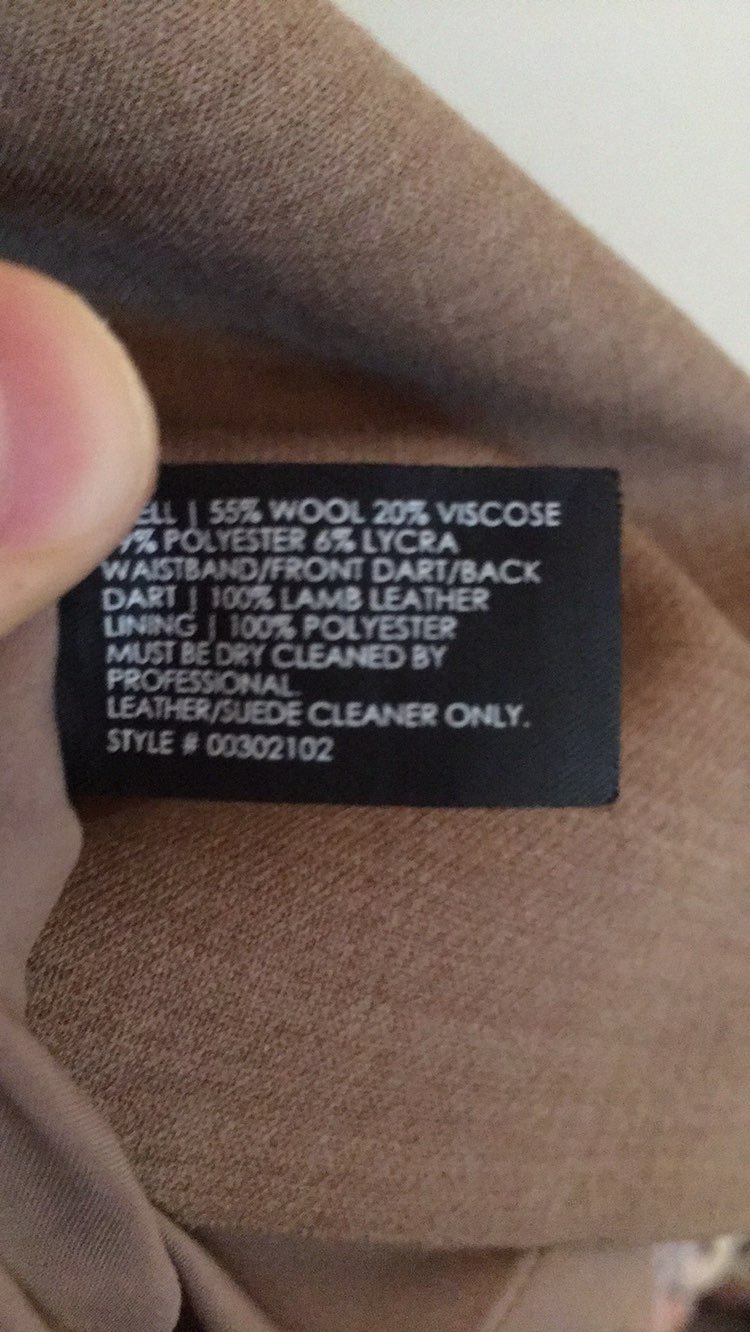 ELL | 55% WOOL 20% VISCOSE
9% POLYESTER 6% LYCRA
WAISTBAND/FRONT DART/BACK
DART | 100% LAMB LEATHER
LINING | 100% POLYESTER
MUST BE DRY CLEANED BY
PROFESSIONAL
LEATHER/SUEDE CLEANER ONLY.
STYLE # 00302102